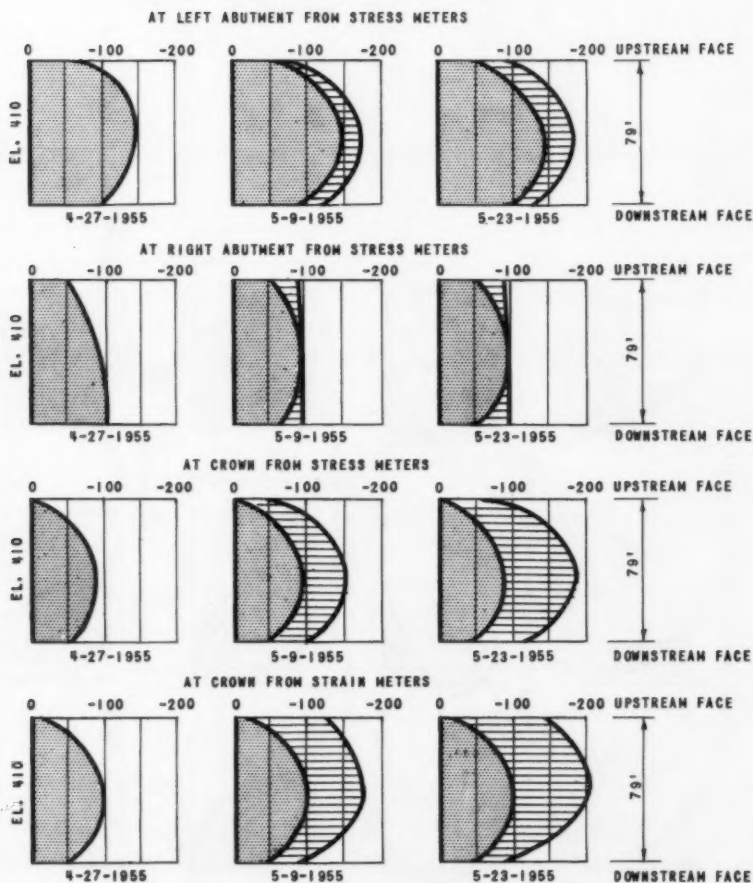 AT LEFT ABUTMENT FROM STRESS METERS
0 -100 -200 0 -100 -200 0 -100 -200 UPSTREAM FACE
EL. 410
79'
4-27-1955 5-9-1955 5-23-1955 DOWNSTREAM FACE
AT RIGHT ABUTMENT FROM STRESS METERS
0 -100 -200 0 -100 -200 0 -100 -200 UPSTREAM FACE
EL. 410
79'
4-27-1955 5-9-1955 5-23-1955 DOWNSTREAM FACE
AT CROWN FROM STRESS METERS
0 -100 -200 0 -100 -200 0 -100 -200 UPSTREAM FACE
EL. 410
79'
4-27-1955 5-9-1955 5-23-1955 DOWNSTREAM FACE
AT CROWN FROM STRAIN METERS
0 -100 -200 0 -100 -200 0 -100 -200 UPSTREAM FACE
EL. 410
79'
4-27-1955 5-9-1955 5-23-1955 DOWNSTREAM FACE